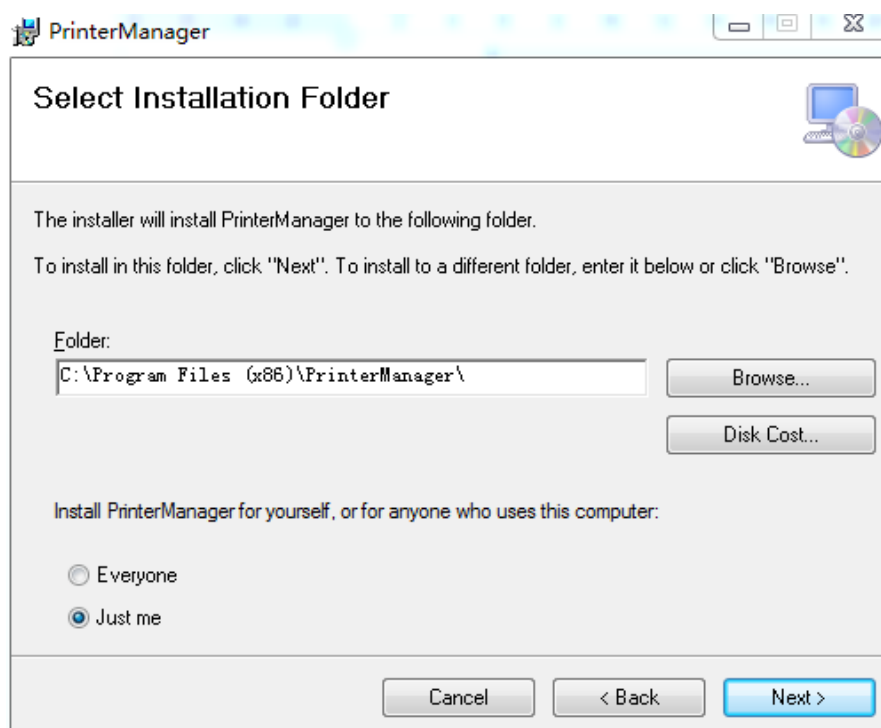 PrinterManager
Select Installation Folder
The installer will install PrinterManager to the following folder.
To install in this folder, click "Next". To install to a different folder, enter it below or click "Browse".
Folder:
C:\Program Files (x86)\PrinterManager\
Browse...
Disk Cost...
Install PrinterManager for yourself, or for anyone who uses this computer:
Everyone
Just me
Cancel
< Back
Next >